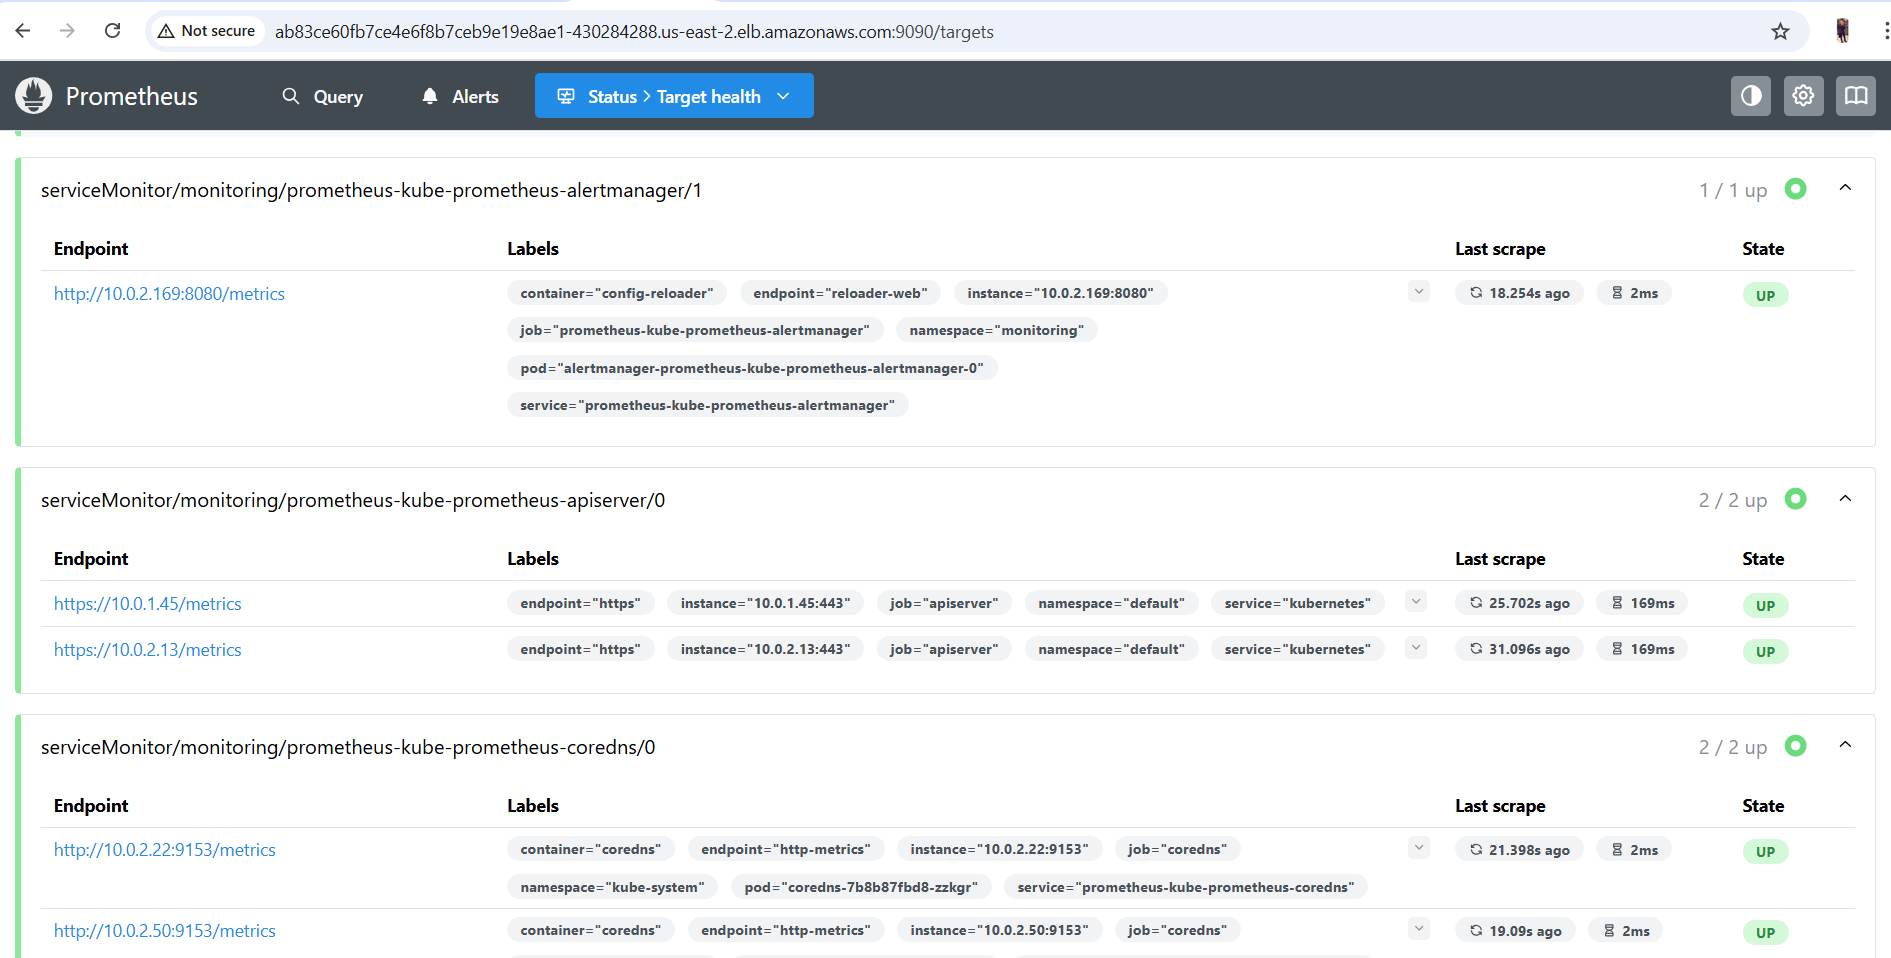 Not secure ab83ce60fb7ce4e6f8b7ceb9e19e8ae1-430284288.us-east-2.elb.amazonaws.com:9090/targets
Prometheus Query Alerts Status > Target health
serviceMonitor/monitoring/prometheus-kube-prometheus-alertmanager/1 1 / 1 up
Endpoint Labels Last scrape State
http://10.0.2.169:8080/metrics container="config-reloader" endpoint="reloader-web" instance="10.0.2.169:8080" 18.254s ago 2ms UP
job="prometheus-kube-prometheus-alertmanager" namespace="monitoring"
pod="alertmanager-prometheus-kube-prometheus-alertmanager-0"
service="prometheus-kube-prometheus-alertmanager"
serviceMonitor/monitoring/prometheus-kube-prometheus-apiserver/0 2 / 2 up
Endpoint Labels Last scrape State
https://10.0.1.45/metrics endpoint="https" instance="10.0.1.45:443" job="apiserver" namespace="default" service="kubernetes" 25.702s ago 169ms UP
https://10.0.2.13/metrics endpoint="https" instance="10.0.2.13:443" job="apiserver" namespace="default" service="kubernetes" 31.096s ago 169ms UP
serviceMonitor/monitoring/prometheus-kube-prometheus-coredns/0 2 / 2 up
Endpoint Labels Last scrape State
http://10.0.2.22:9153/metrics container="coredns" endpoint="http-metrics" instance="10.0.2.22:9153" job="coredns" 21.398s ago 2ms UP
namespace="kube-system" pod="coredns-7b8b87fbd8-zzkgr" service="prometheus-kube-prometheus-coredns"
http://10.0.2.50:9153/metrics container="coredns" endpoint="http-metrics" instance="10.0.2.50:9153" job="coredns" 19.09s ago 2ms UP